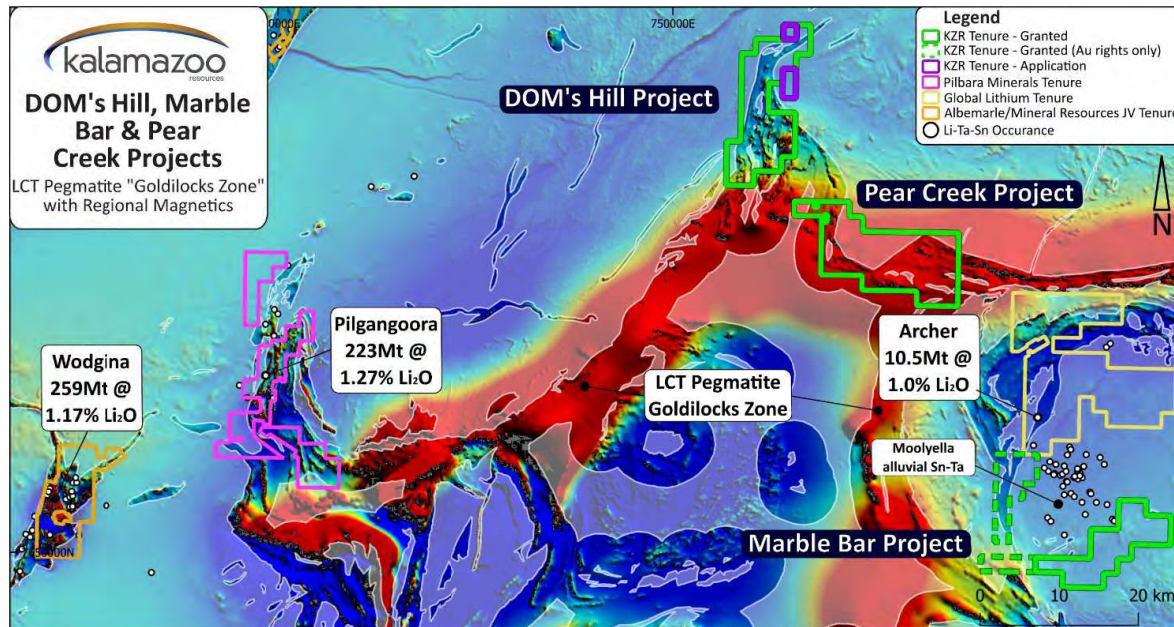 kalamazoo
resources
DOM's Hill, Marble
Bar & Pear
Creek Projects
LCT Pegmatite "Goldilocks Zone"
with Regional Magnetics
0000E
750000E
Legend
KZR Tenure - Granted
KZR Tenure - Granted (Au rights only)
KZR Tenure - Application
Pilbara Minerals Tenure
Global Lithium Tenure
Albemarle/Mineral Resources JV Tenure
Li-Ta-Sn Occurance
N
DOM's Hill Project
Pear Creek Project
Wodgina
259Mt @
1.17% Li₂O
Pilgangoora
223Mt @
1.27% Li₂O
LCT Pegmatite
Goldilocks Zone
Archer
10.5Mt @
1.0% Li₂O
Moolyella
alluvial Sn-Ta
Marble Bar Project
0 10 20 km